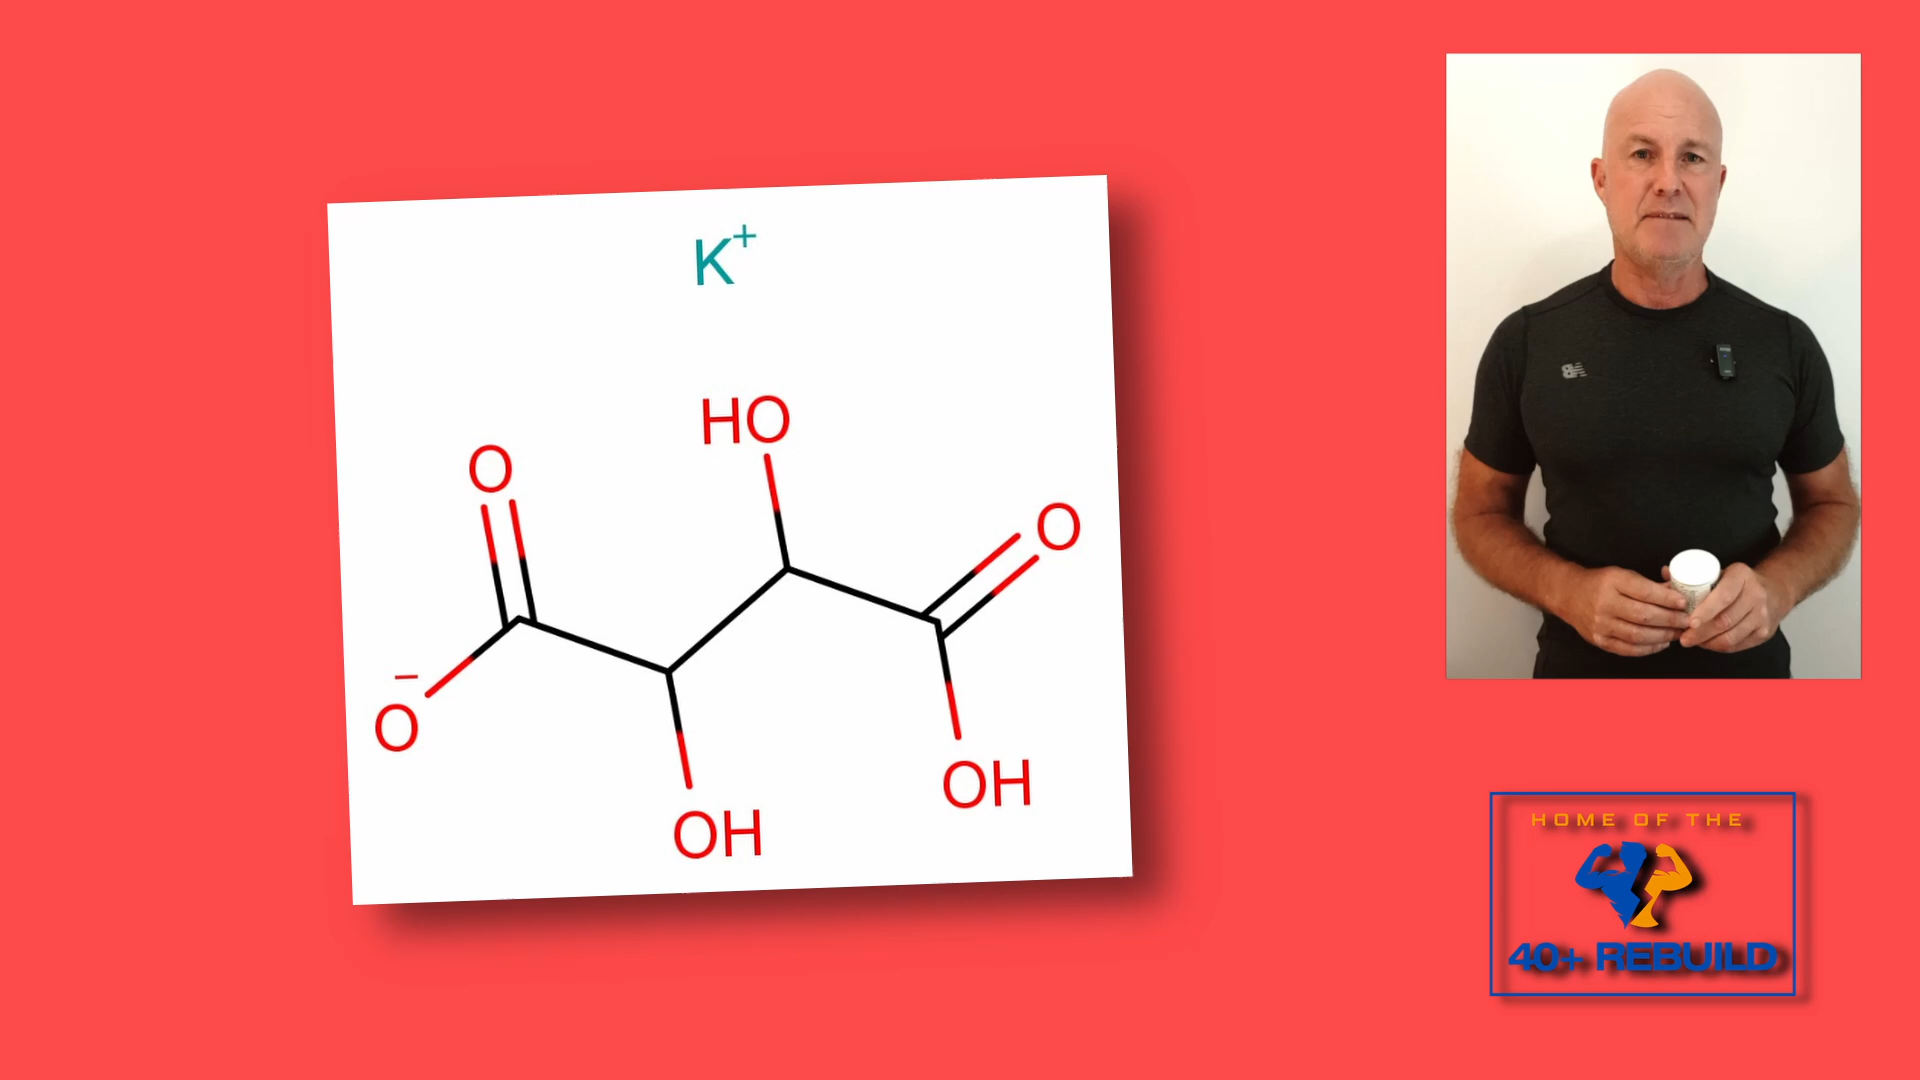 K+
HO
O
O
O−
OH
OH
HOME OF THE
40+ REBUILD